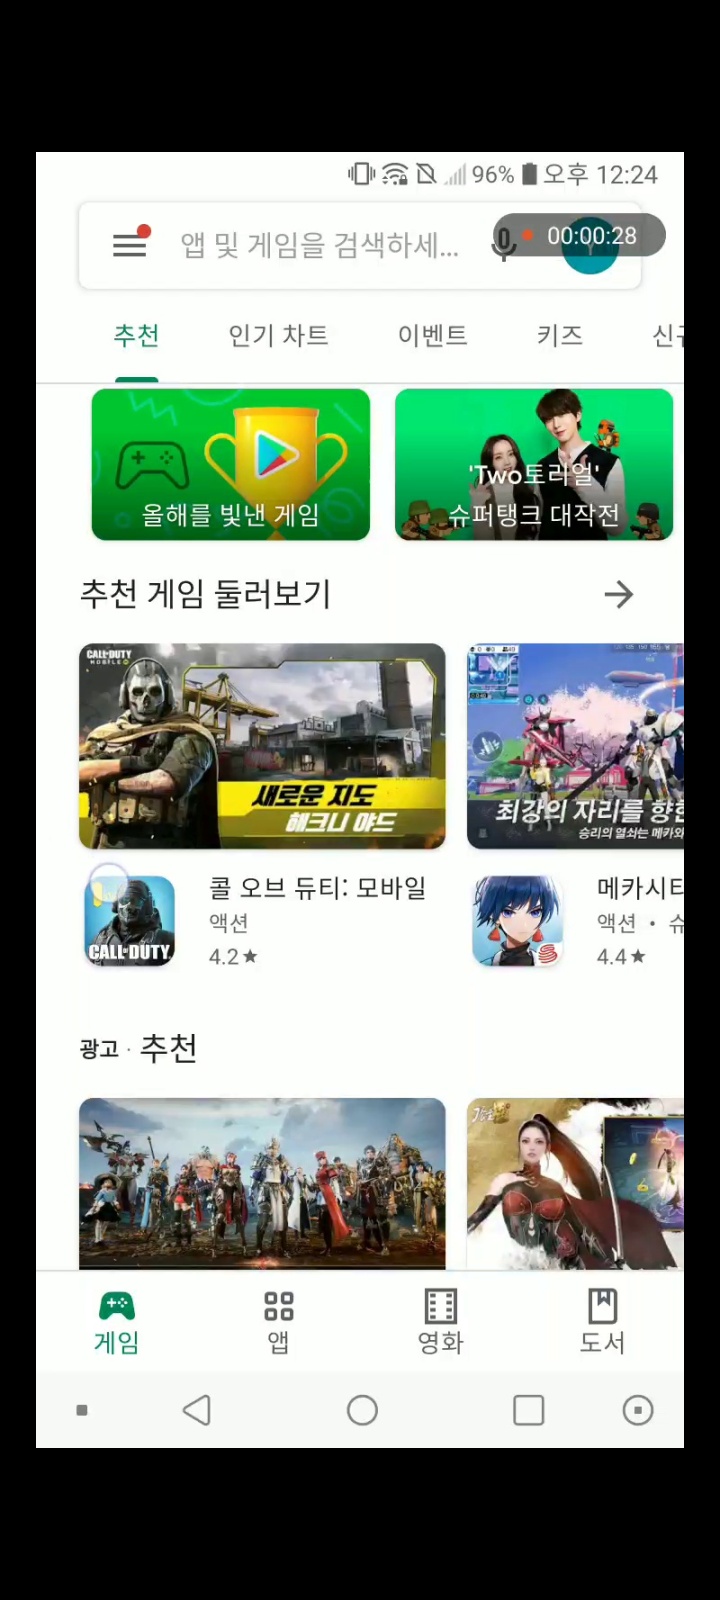 96% 오후 12:24
앱 및 게임을 검색하세...
00:00:28
추천 인기 차트 이벤트 키즈 신규
올해를 빛낸 게임
'Two토리얼'
슈퍼탱크 대작전
추천 게임 둘러보기
CALL·DUTY
MOBILE
새로운 지도
해크니 야드
최강의 자리를 향한
승리의 열쇠는 메카와
CALL·DUTY
콜 오브 듀티: 모바일
액션
4.2★
메카시티
액션 • 슈
4.4★
광고 · 추천
게임 앱 영화 도서